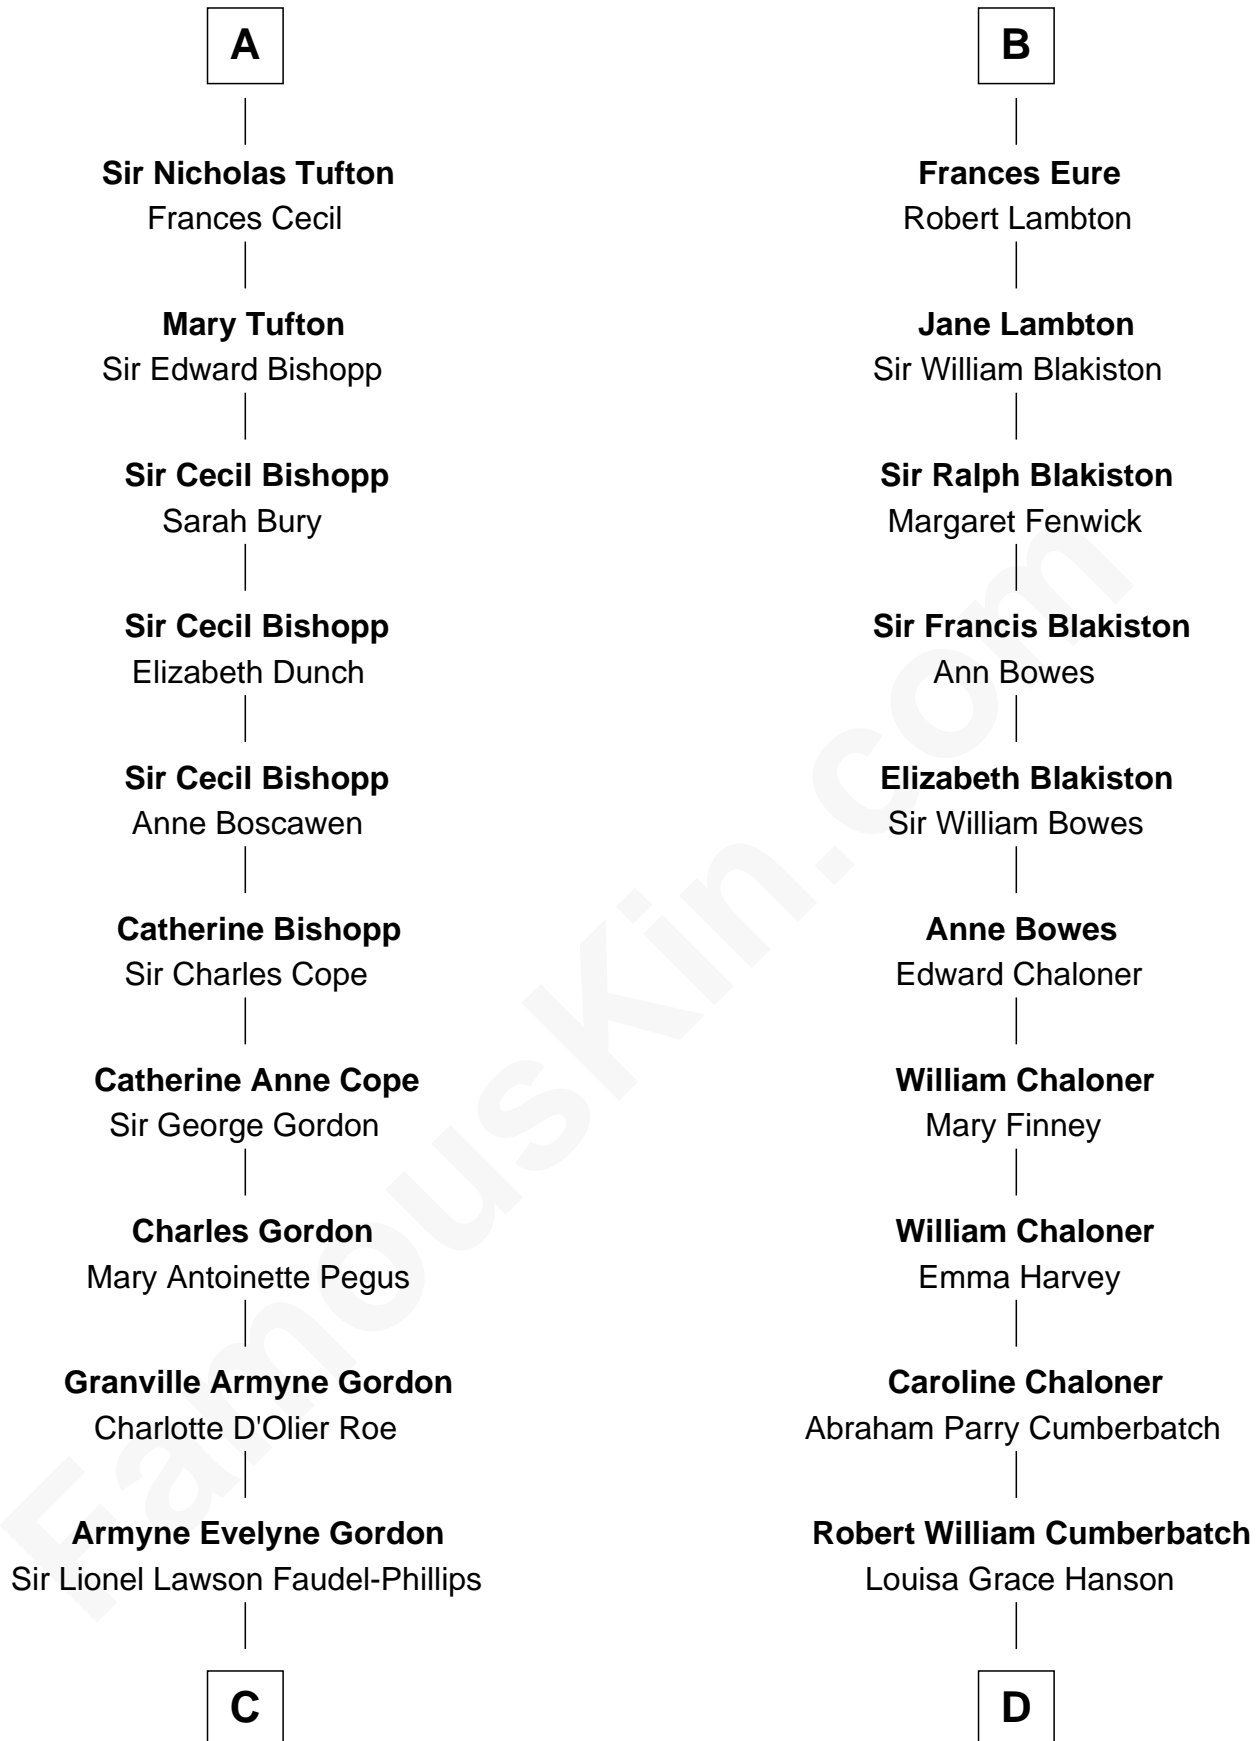 A
Sir Nicholas Tufton
Frances Cecil
Mary Tufton
Sir Edward Bishopp
Sir Cecil Bishopp
Sarah Bury
Sir Cecil Bishopp
Elizabeth Dunch
Sir Cecil Bishopp
Anne Boscawen
Catherine Bishopp
Sir Charles Cope
Catherine Anne Cope
Sir George Gordon
Charles Gordon
Mary Antoinette Pegus
Granville Armyne Gordon
Charlotte D'Olier Roe
Armyne Evelyne Gordon
Sir Lionel Lawson Faudel-Phillips
C
B
Frances Eure
Robert Lambton
Jane Lambton
Sir William Blakiston
Sir Ralph Blakiston
Margaret Fenwick
Sir Francis Blakiston
Ann Bowes
Elizabeth Blakiston
Sir William Bowes
Anne Bowes
Edward Chaloner
William Chaloner
Mary Finney
William Chaloner
Emma Harvey
Caroline Chaloner
Abraham Parry Cumberbatch
Robert William Cumberbatch
Louisa Grace Hanson
D
FamousKin.com